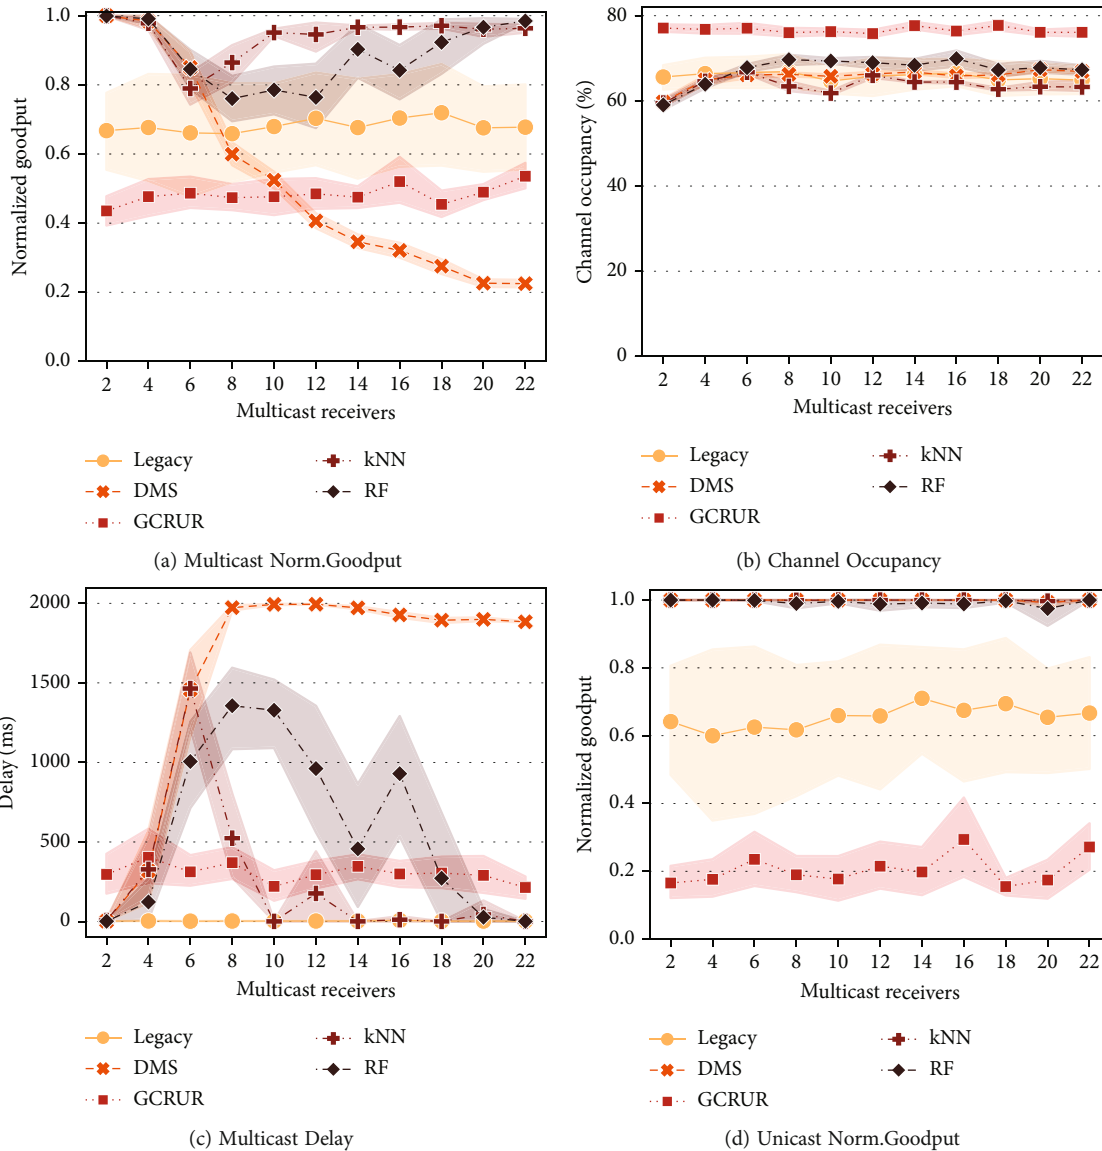 1.0
0.8
0.6
0.4
0.2
0.0
Normalized goodput
2 4 6 8 10 12 14 16 18 20 22
Multicast receivers
Legacy
DMS
GCRUR
kNN
RF
(a) Multicast Norm.Goodput
80
60
40
20
0
Channel occupancy (%)
2 4 6 8 10 12 14 16 18 20 22
Multicast receivers
Legacy
DMS
GCRUR
kNN
RF
(b) Channel Occupancy
2000
1500
1000
500
0
Delay (ms)
2 4 6 8 10 12 14 16 18 20 22
Multicast receivers
Legacy
DMS
GCRUR
kNN
RF
(c) Multicast Delay
1.0
0.8
0.6
0.4
0.2
0.0
Normalized goodput
2 4 6 8 10 12 14 16 18 20 22
Multicast receivers
Legacy
DMS
GCRUR
kNN
RF
(d) Unicast Norm.Goodput